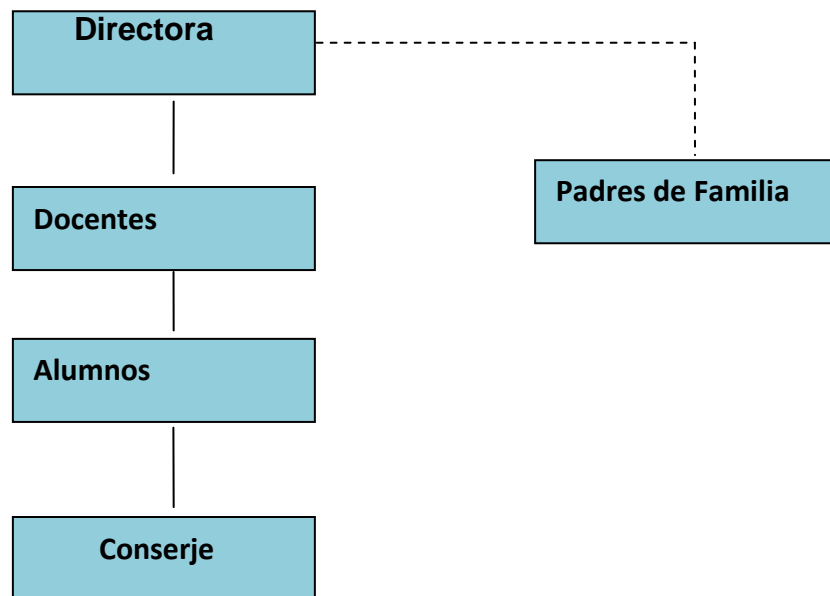 Directora
Padres de Familia
Docentes
Alumnos
Conserje